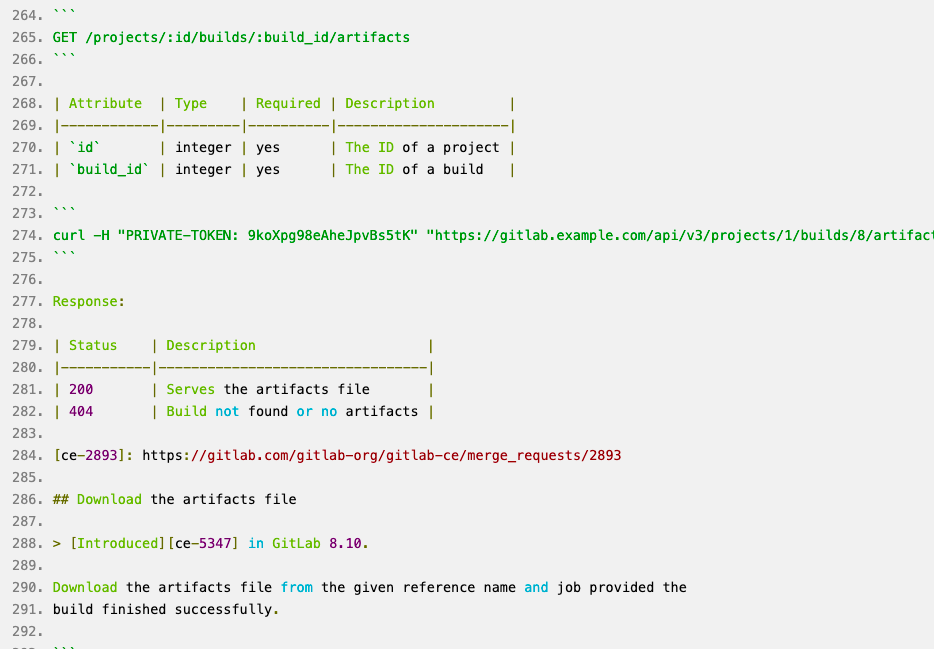 264. ```
265. GET /projects/:id/builds/:build_id/artifacts
266. ```
267.
268. | Attribute  | Type    | Required | Description         |
269. |------------|---------|----------|---------------------|
270. | `id`       | integer | yes      | The ID of a project |
271. | `build_id` | integer | yes      | The ID of a build   |
272.
273. ```
274. curl -H "PRIVATE-TOKEN: 9koXpg98eAheJpvBs5tK" "https://gitlab.example.com/api/v3/projects/1/builds/8/artifact
275. ```
276.
277. Response:
278.
279. | Status    | Description                     |
280. |-----------|---------------------------------|
281. | 200       | Serves the artifacts file       |
282. | 404       | Build not found or no artifacts |
283.
284. [ce-2893]: https://gitlab.com/gitlab-org/gitlab-ce/merge_requests/2893
285.
286. ## Download the artifacts file
287.
288. > [Introduced][ce-5347] in GitLab 8.10.
289.
290. Download the artifacts file from the given reference name and job provided the
291. build finished successfully.
292.